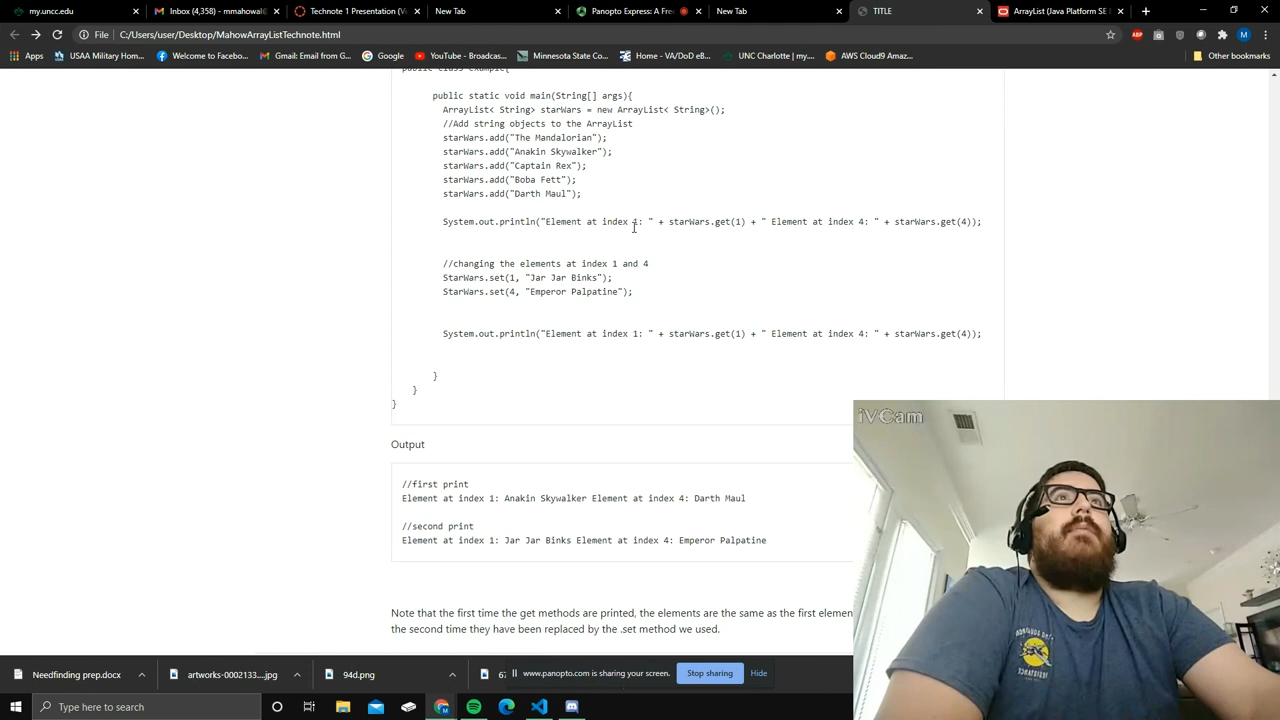 my.uncc.edu
Inbox (4,358) - mmahowal@
Technote 1 Presentation (V
New Tab
Panopto Express: A Fre
New Tab
TITLE
ArrayList (Java Platform SE
File | C:/Users/user/Desktop/MahowArrayListTechnote.html
Apps
USAA Military Hom...
Welcome to Facebo...
Gmail: Email from G...
Google
YouTube - Broadcas...
Minnesota State Co...
Home - VA/DoD eB...
UNC Charlotte | my....
AWS Cloud9 Amaz...
Other bookmarks
public class example{
public static void main(String[] args){
ArrayList< String> starWars = new ArrayList< String>();
//Add string objects to the ArrayList
starWars.add("The Mandalorian");
starWars.add("Anakin Skywalker");
starWars.add("Captain Rex");
starWars.add("Boba Fett");
starWars.add("Darth Maul");
System.out.println("Element at index 1: " + starWars.get(1) + " Element at index 4: " + starWars.get(4));
//changing the elements at index 1 and 4
StarWars.set(1, "Jar Jar Binks");
StarWars.set(4, "Emperor Palpatine");
System.out.println("Element at index 1: " + starWars.get(1) + " Element at index 4: " + starWars.get(4));
}
}
}
Output
//first print
Element at index 1: Anakin Skywalker Element at index 4: Darth Maul
//second print
Element at index 1: Jar Jar Binks Element at index 4: Emperor Palpatine
Note that the first time the get methods are printed, the elements are the same as the first elemen
the second time they have been replaced by the .set method we used.
iVCam
Needfinding prep.docx
artworks-0002133....jpg
94d.png
www.panopto.com is sharing your screen.
Stop sharing
Hide
Type here to search